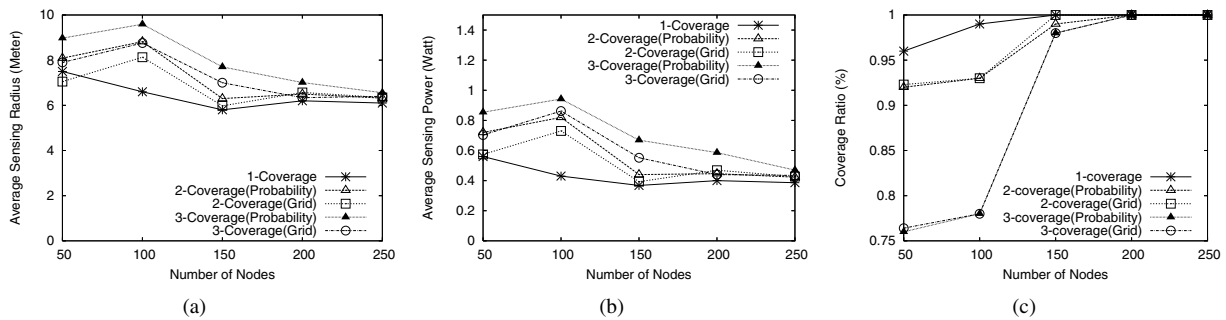 Average Sensing Radius (Meter)
10
8
6
4
2
0
50 100 150 200 250
Number of Nodes
1-Coverage
2-Coverage(Probability)
2-Coverage(Grid)
3-Coverage(Probability)
3-Coverage(Grid)
(a)
Average Sensing Power (Watt)
1.4
1.2
1
0.8
0.6
0.4
0.2
0
50 100 150 200 250
Number of Nodes
1-Coverage
2-Coverage(Probability)
2-Coverage(Grid)
3-Coverage(Probability)
3-Coverage(Grid)
(b)
Coverage Ratio (%)
1
0.95
0.9
0.85
0.8
0.75
50 100 150 200 250
Number of Nodes
1-coverage
2-coverage(Probability)
2-coverage(Grid)
3-coverage(Probability)
3-coverage(Grid)
(c)